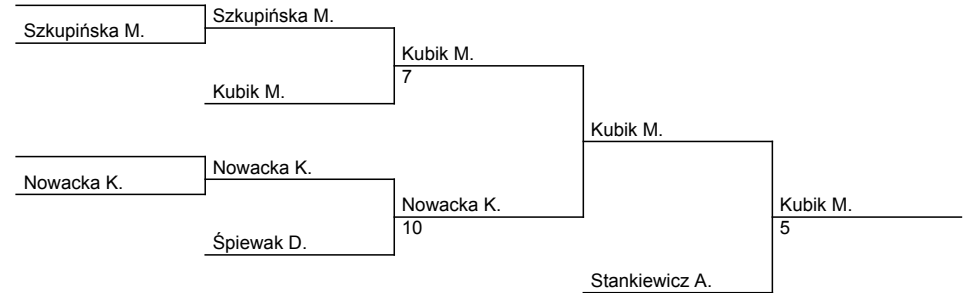 Szkupińska M.
Szkupińska M.
Kubik M.
7
Kubik M.
Kubik M.
Nowacka K.
Nowacka K.
Nowacka K.
10
Kubik M.
5
Śpiewak D.
Stankiewicz A.